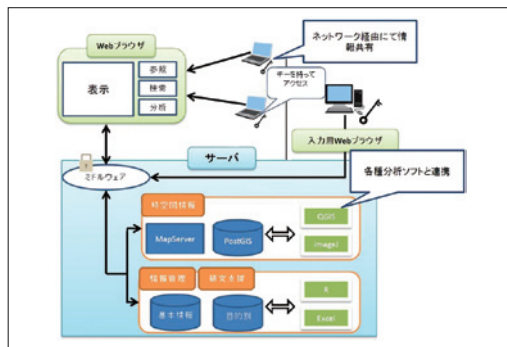 Webブラウザ
表示
参照
検索
分析
ネットワーク経由にて情
報共有
キーを持って
アクセス
入力用Webブラウザ
サーバ
ミドルウェア
各種分析ソフトと連携
時空間情報
MapServer
PostGIS
QGIS
ImageJ
情報管理
研究支援
基本情報
目的別
R
Excel